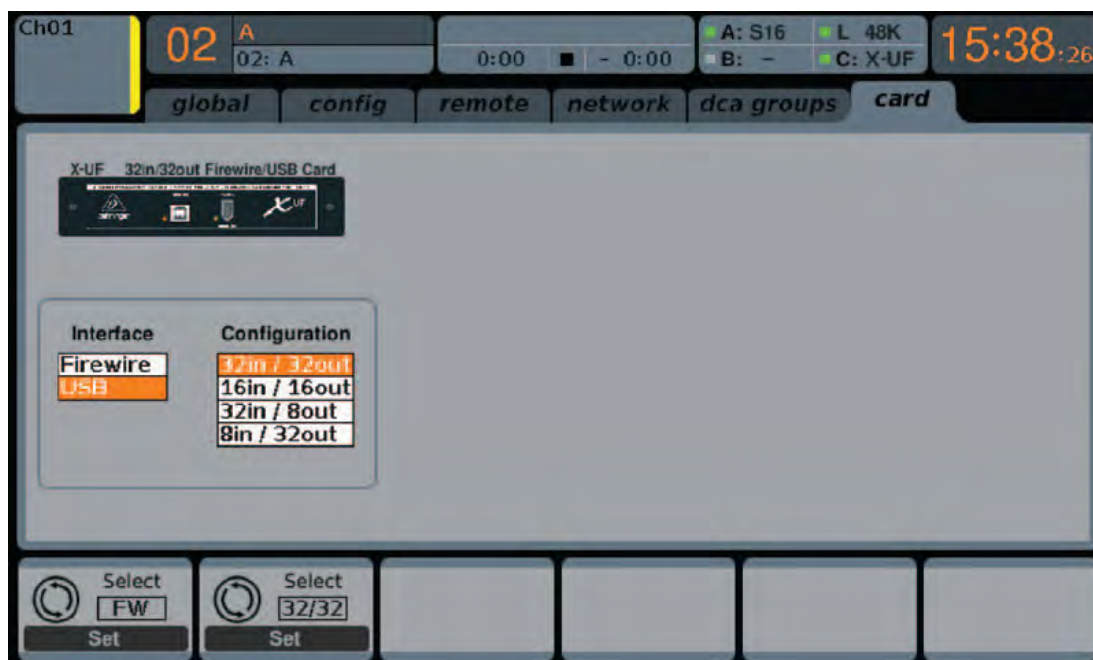 Ch01
02
A
02: A
0:00
- 0:00
A: S16
L 48K
B: -
C: X-UF
15:38:26
global
config
remote
network
dca groups
card
X-UF 32in/32out Firewire/USB Card
behringer
X UF
Interface
Configuration
Firewire
USB
32in / 32out
16in / 16out
32in / 8out
8in / 32out
Select
FW
Set
Select
32/32
Set